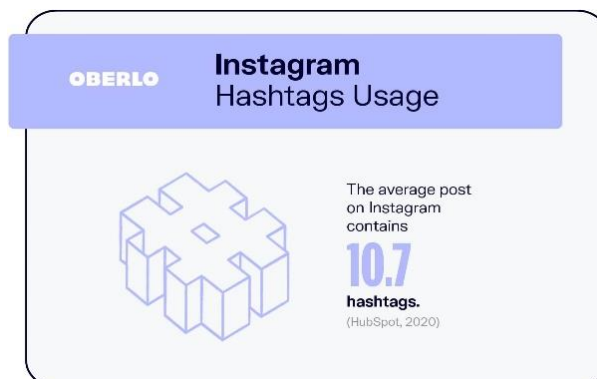 OBERLO
Instagram
Hashtags Usage
The average post
on Instagram
contains
10.7
hashtags.
(HubSpot, 2020)